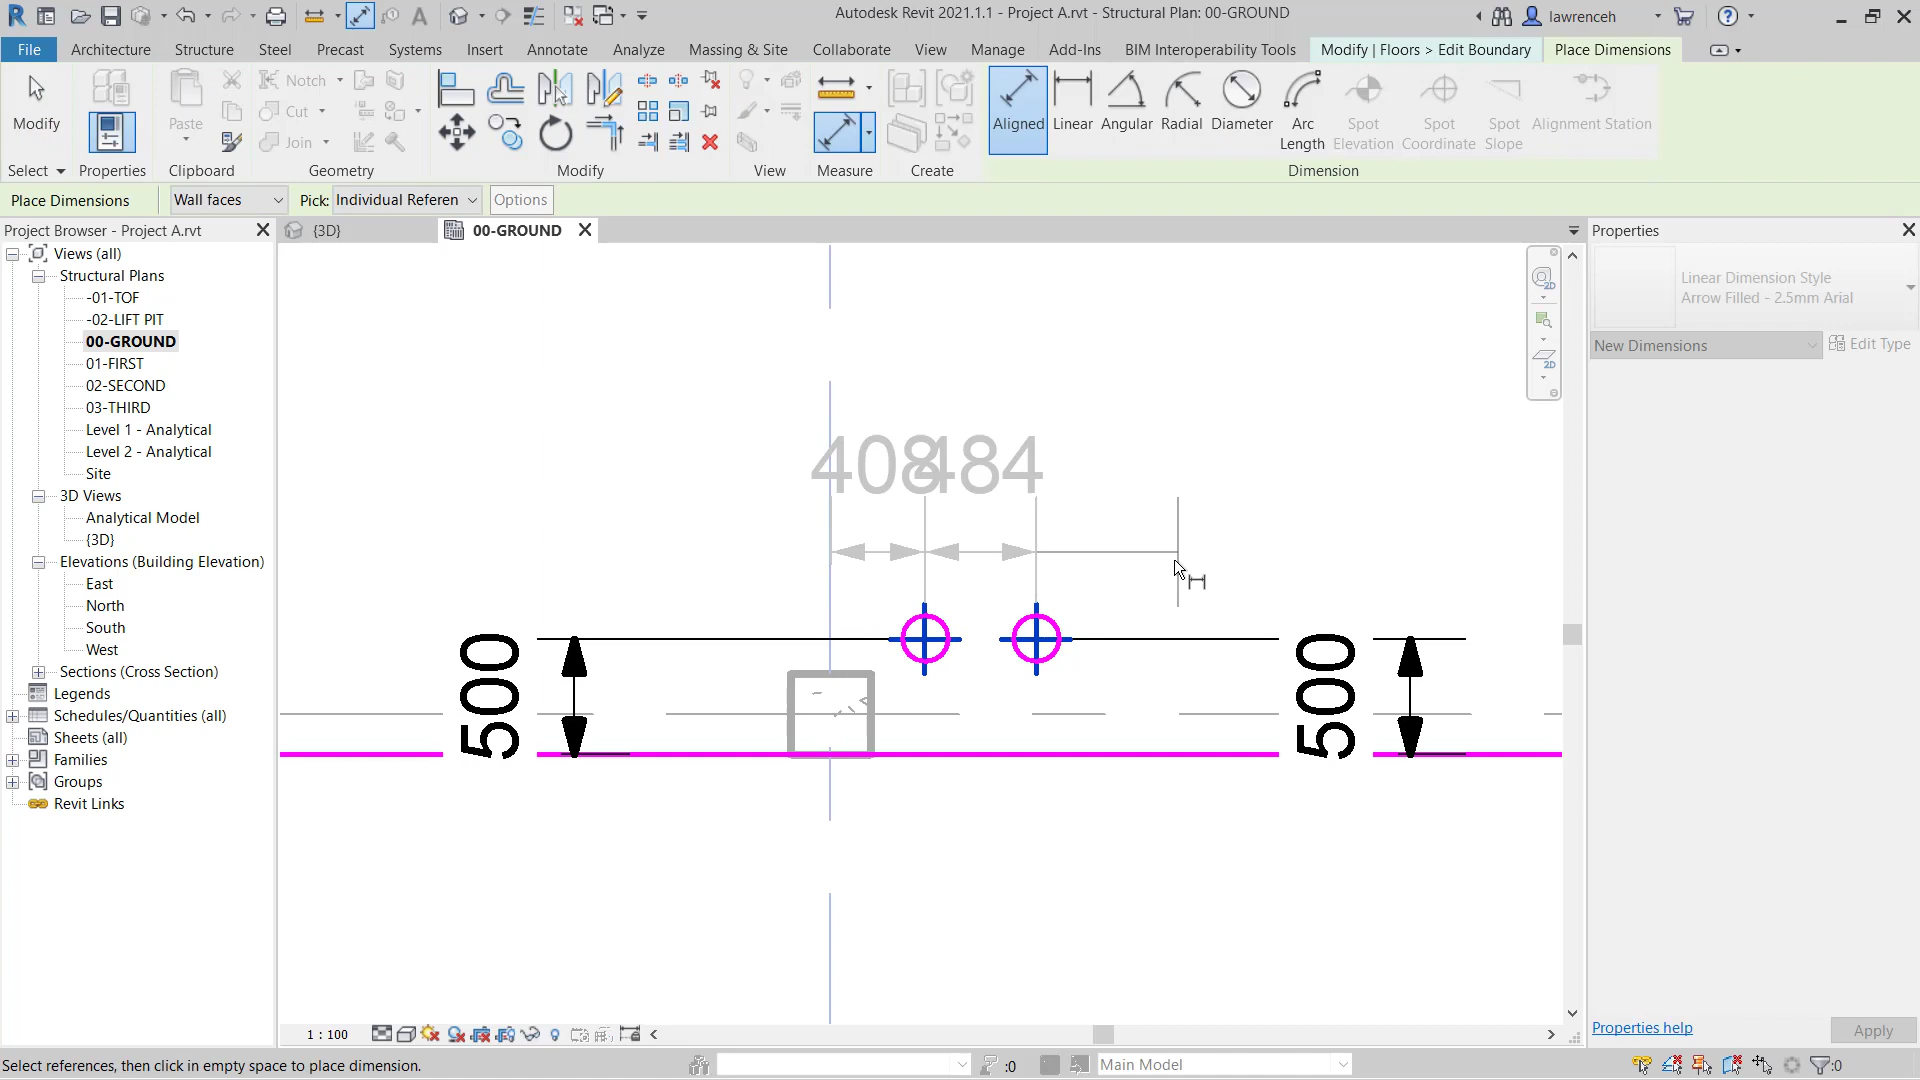 Autodesk Revit 2021.1.1 - Project A.rvt - Structural Plan: 00-GROUND
lawrenceh
File Architecture Structure Steel Precast Systems Insert Annotate Analyze Massing & Site Collaborate View Manage Add-Ins BIM Interoperability Tools Modify | Floors > Edit Boundary Place Dimensions
Modify
Paste
Notch
Cut
Join
Aligned Linear Angular Radial Diameter Arc Length Spot Elevation Spot Coordinate Spot Slope Alignment Station
Select Properties Clipboard Geometry Modify View Measure Create Dimension
Place Dimensions Wall faces Pick: Individual Referen Options
Project Browser - Project A.rvt
{3D}
00-GROUND
Properties
Views (all)
Structural Plans
-01-TOF
-02-LIFT PIT
00-GROUND
01-FIRST
02-SECOND
03-THIRD
Level 1 - Analytical
Level 2 - Analytical
Site
3D Views
Analytical Model
{3D}
Elevations (Building Elevation)
East
North
South
West
Sections (Cross Section)
Legends
Schedules/Quantities (all)
Sheets (all)
Families
Groups
Revit Links
408
484
500
500
2D
2D
Linear Dimension Style
Arrow Filled - 2.5mm Arial
New Dimensions
Edit Type
Properties help
Apply
1 : 100
Select references, then click in empty space to place dimension.
:0
Main Model
:0